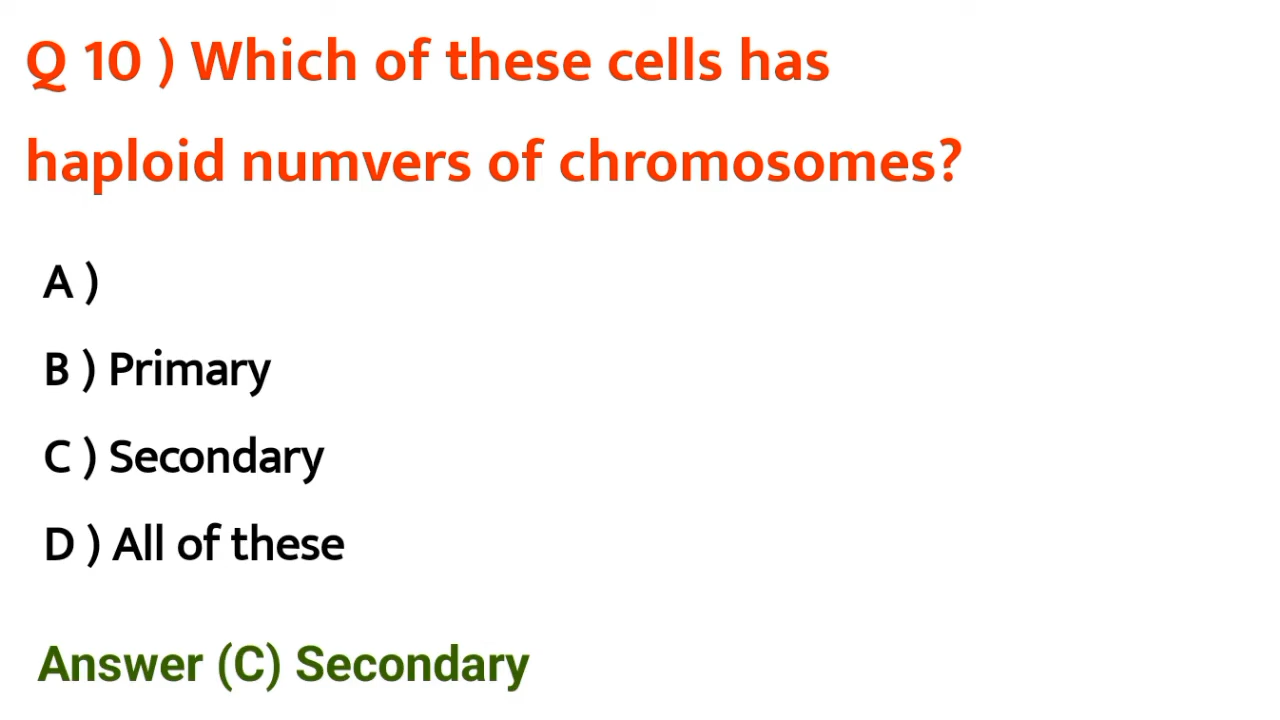 Q 10 ) Which of these cells has
haploid numvers of chromosomes?
A )
B ) Primary
C ) Secondary
D ) All of these
Answer (C) Secondary